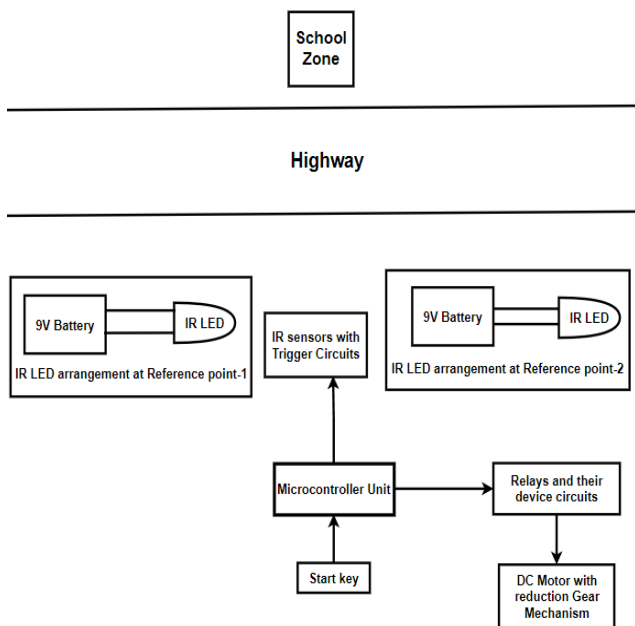 School
Zone
Highway
9V Battery
IR LED
IR LED arrangement at Reference point-1
IR sensors with
Trigger Circuits
9V Battery
IR LED
IR LED arrangement at Reference point-2
Microcontroller Unit
Relays and their
device circuits
Start key
DC Motor with
reduction Gear
Mechanism